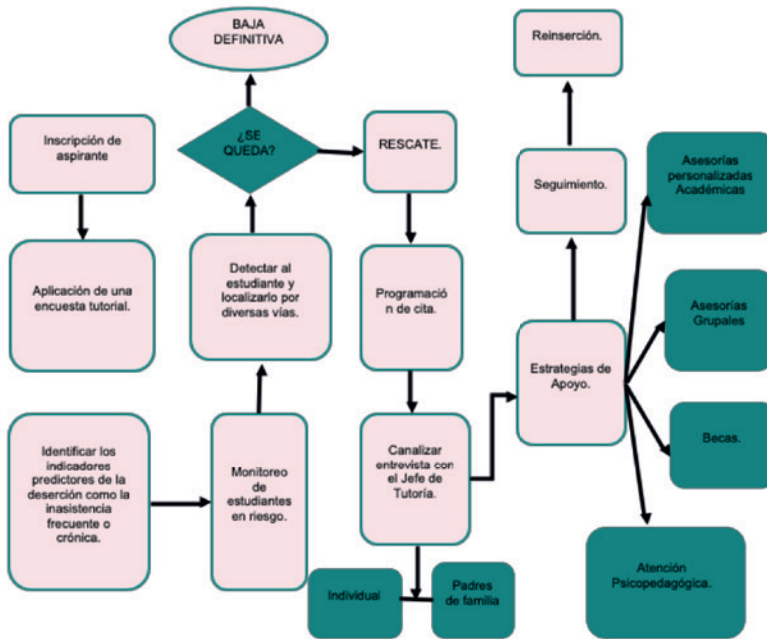 BAJA
DEFINITIVA
Inscripción de
aspirante
¿SE
QUEDA?
RESCATE.
Reinserción.
Seguimiento.
Asesorías
personalizadas
Académicas
Aplicación de una
encuesta tutorial.
Detectar al
estudiante y
localizarlo por
diversas vías.
Programació
n de cita.
Estrategias de
Apoyo.
Asesorías
Grupales
Becas.
Identificar los
indicadores
predictores de la
deserción como la
inasistencia
frecuente o
crónica.
Monitoreo
de
estudiantes
en riesgo.
Canalizar
entrevista con
el Jefe de
Tutoría.
Individual
Padres
de familia
Atención
Psicopedagógica.